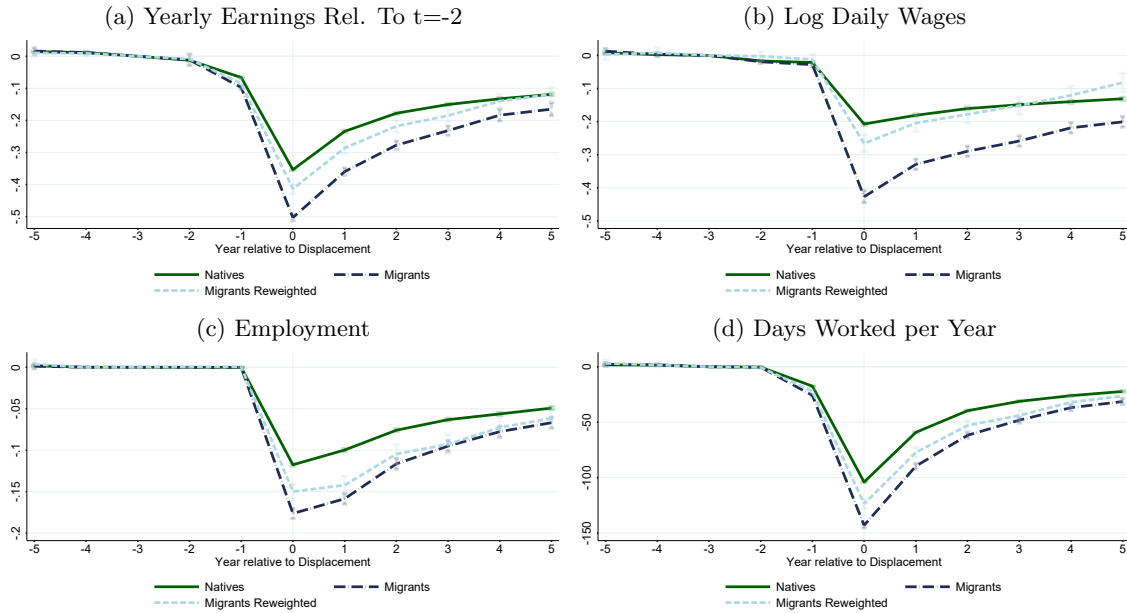 (a) Yearly Earnings Rel. To t=-2
0
-.1
-.2
-.3
-.4
-.5
-5 -4 -3 -2 -1 0 1 2 3 4 5
Year relative to Displacement
Natives Migrants
Migrants Reweighted
(b) Log Daily Wages
0
-.1
-.2
-.3
-.4
-.5
-5 -4 -3 -2 -1 0 1 2 3 4 5
Year relative to Displacement
Natives Migrants
Migrants Reweighted
(c) Employment
0
-.05
-.1
-.15
-.2
-5 -4 -3 -2 -1 0 1 2 3 4 5
Year relative to Displacement
Natives Migrants
Migrants Reweighted
(d) Days Worked per Year
0
-50
-100
-150
-5 -4 -3 -2 -1 0 1 2 3 4 5
Year relative to Displacement
Natives Migrants
Migrants Reweighted